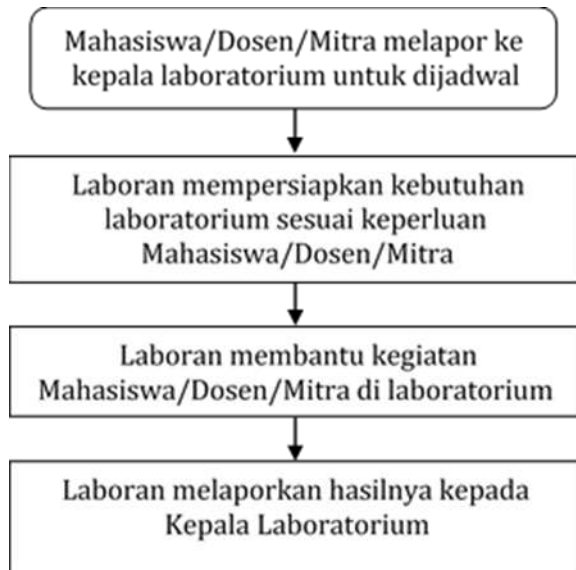 Mahasiswa/Dosen/Mitra melapor ke
kepala laboratorium untuk dijadwal
Laboran mempersiapkan kebutuhan
laboratorium sesuai keperluan
Mahasiswa/Dosen/Mitra
Laboran membantu kegiatan
Mahasiswa/Dosen/Mitra di laboratorium
Laboran melaporkan hasilnya kepada
Kepala Laboratorium